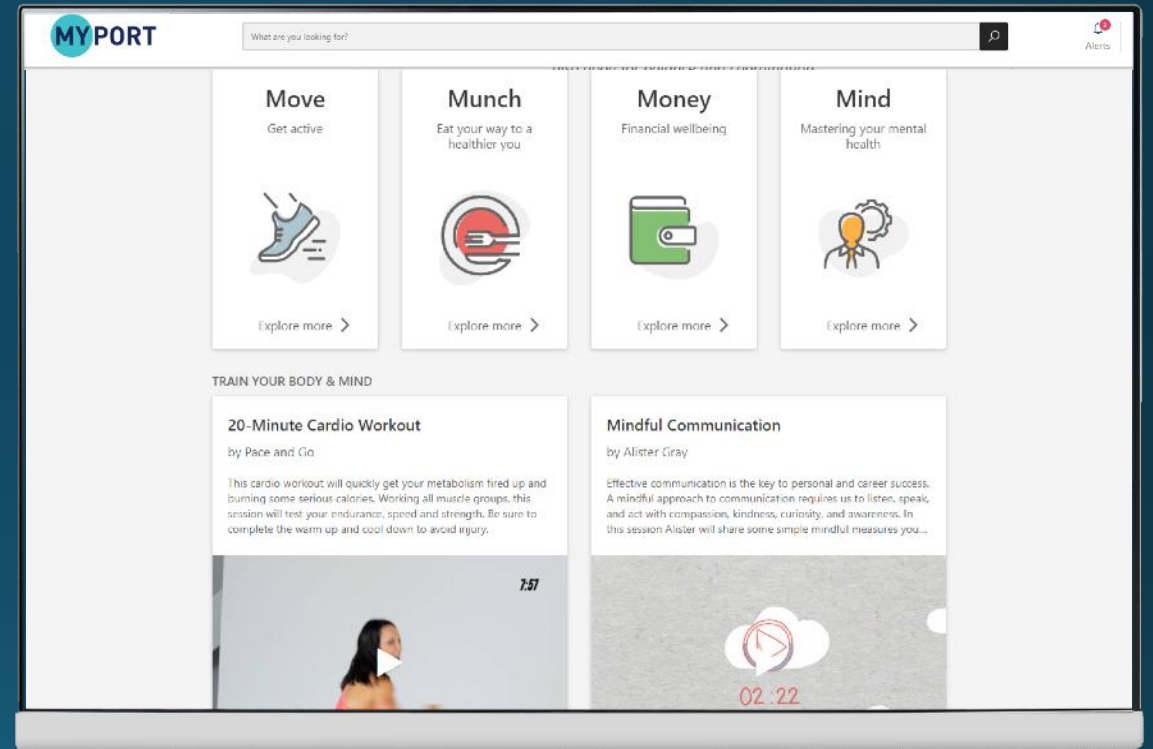 MYPORT
What are you looking for?
2
Alerts
also good for balance and coordination
Move
Get active
Explore more
Munch
Eat your way to a
healthier you
Explore more
Money
Financial wellbeing
Explore more
Mind
Mastering your mental
health
Explore more
TRAIN YOUR BODY & MIND
20-Minute Cardio Workout
by Pace and Go
This cardio workout will quickly get your metabolism fired up and
burning some serious calories. Working all muscle groups, this
session will test your endurance, speed and strength. Be sure to
complete the warm up and cool down to avoid injury.
7:57
Mindful Communication
by Alister Gray
Effective communication is the key to personal and career success.
A mindful approach to communication requires us to listen, speak,
and act with compassion, kindness, curiosity, and awareness. In
this session Alister will share some simple mindful measures you...
02:22